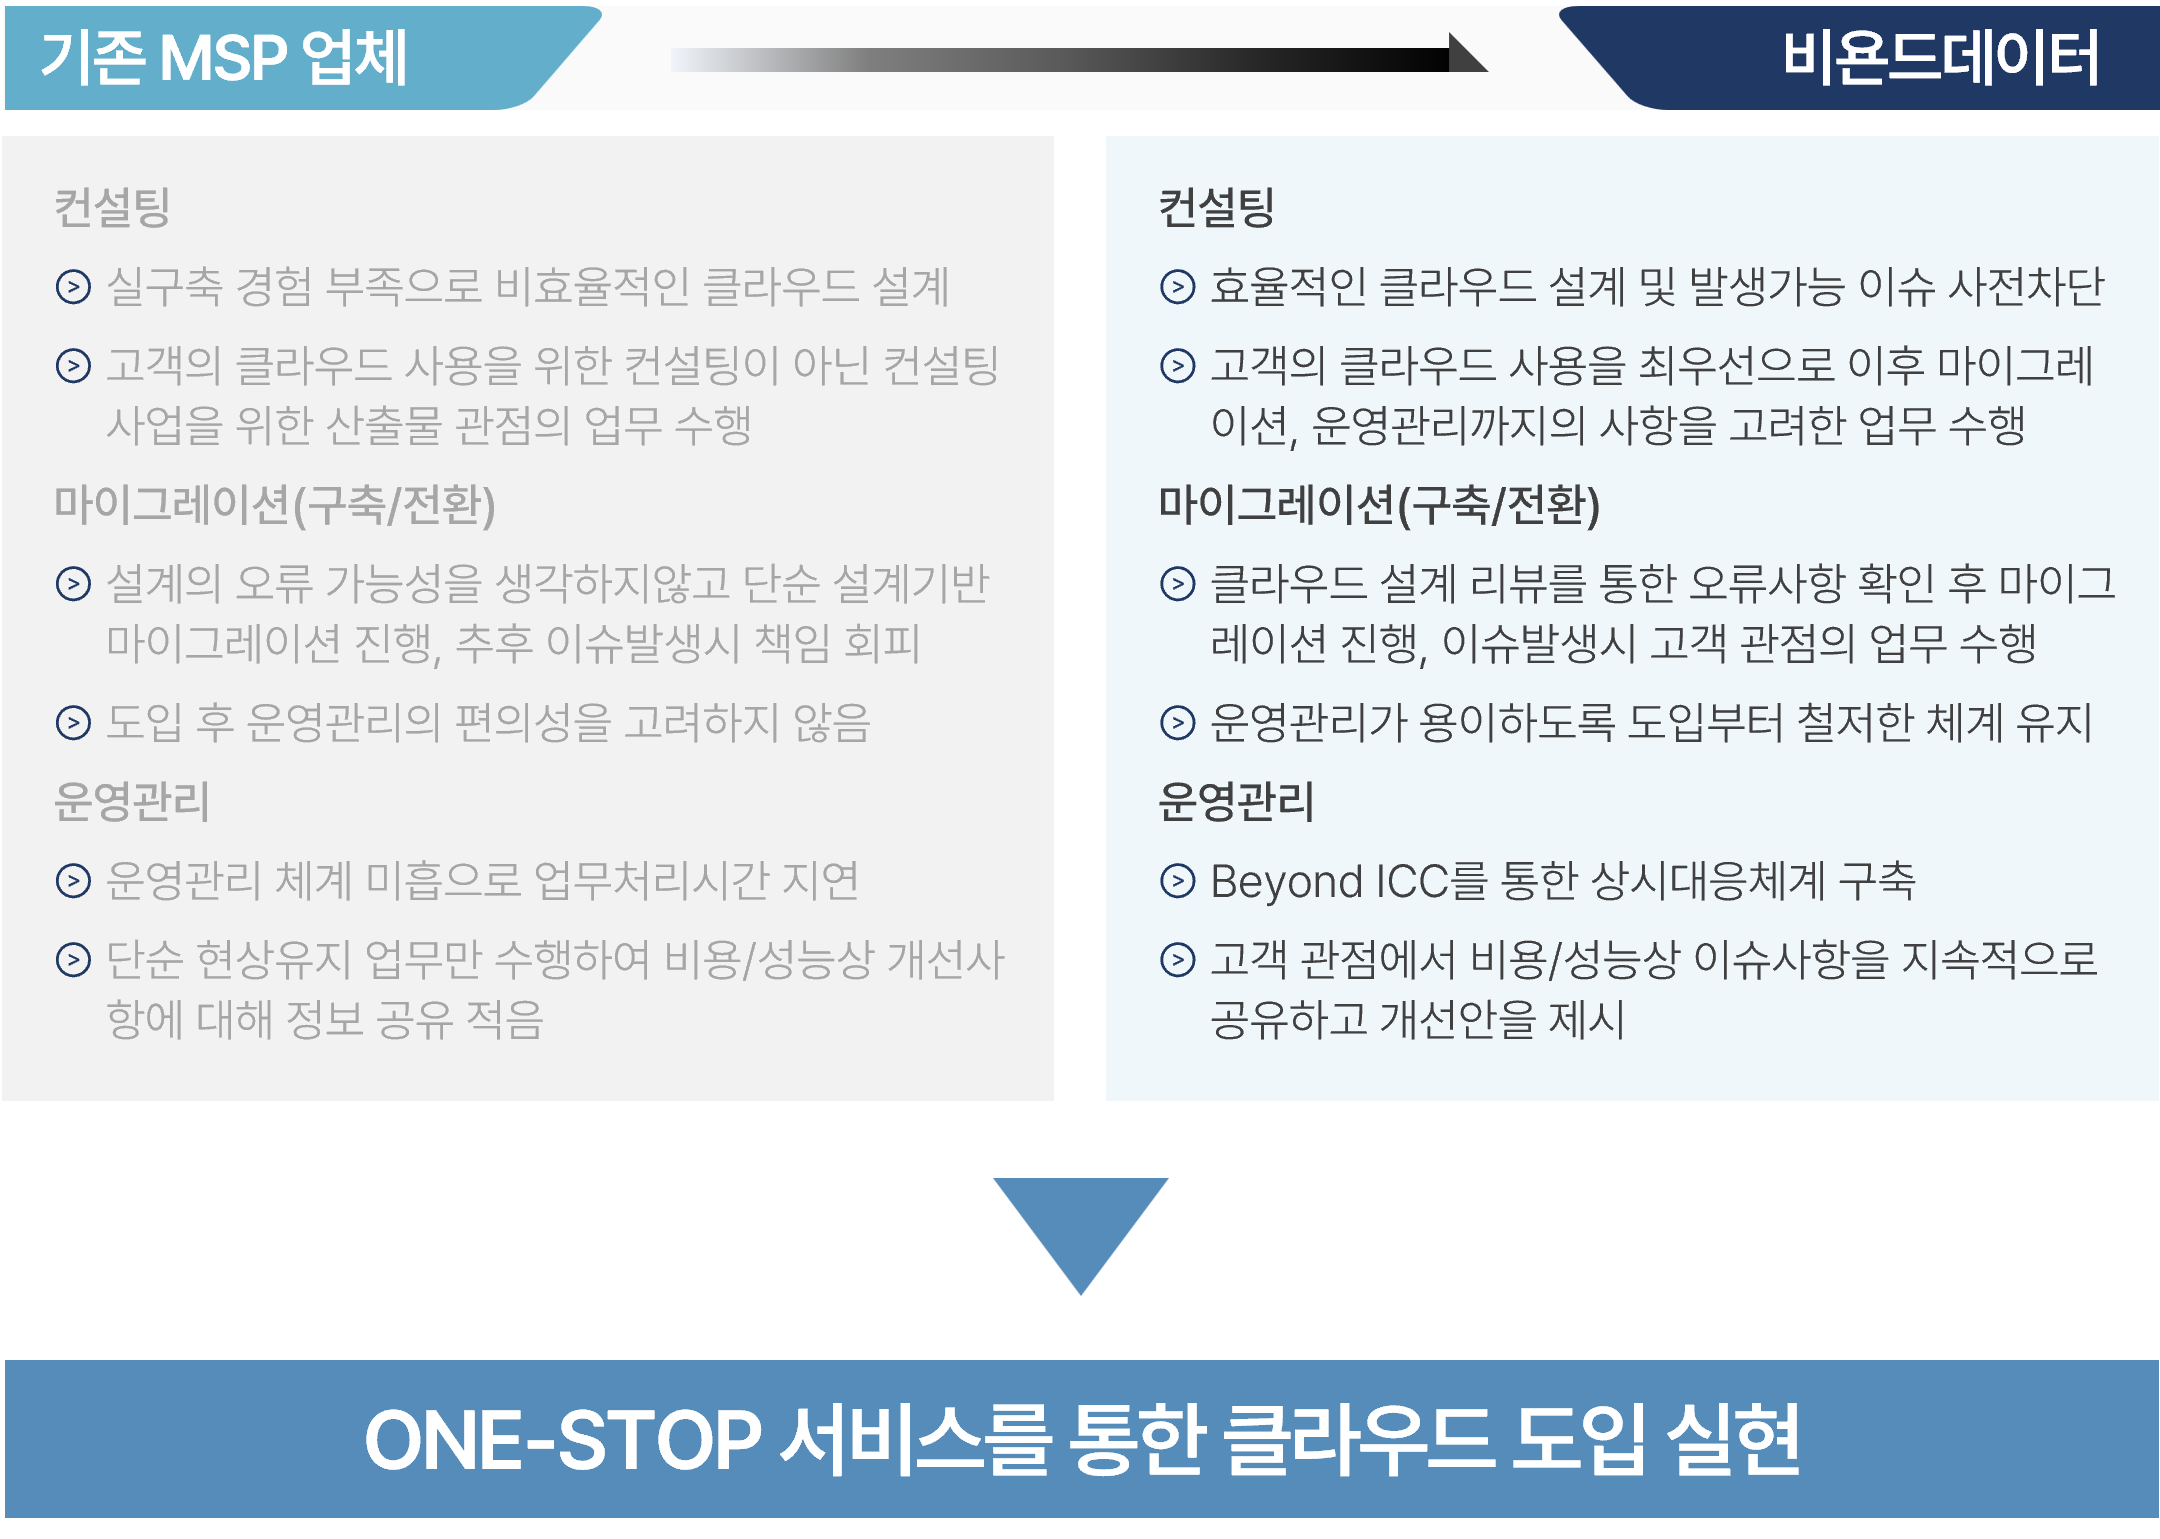 기존 MSP 업체
비욘드데이터
컨설팅
실구축 경험 부족으로 비효율적인 클라우드 설계
고객의 클라우드 사용을 위한 컨설팅이 아닌 컨설팅
사업을 위한 산출물 관점의 업무 수행
마이그레이션(구축/전환)
설계의 오류 가능성을 생각하지않고 단순 설계기반
마이그레이션 진행, 추후 이슈발생시 책임 회피
도입 후 운영관리의 편의성을 고려하지 않음
운영관리
운영관리 체계 미흡으로 업무처리시간 지연
단순 현상유지 업무만 수행하여 비용/성능상 개선사
항에 대해 정보 공유 적음
컨설팅
효율적인 클라우드 설계 및 발생가능 이슈 사전차단
고객의 클라우드 사용을 최우선으로 이후 마이그레
이션, 운영관리까지의 사항을 고려한 업무 수행
마이그레이션(구축/전환)
클라우드 설계 리뷰를 통한 오류사항 확인 후 마이그
레이션 진행, 이슈발생시 고객 관점의 업무 수행
운영관리가 용이하도록 도입부터 철저한 체계 유지
운영관리
Beyond ICC를 통한 상시대응체계 구축
고객 관점에서 비용/성능상 이슈사항을 지속적으로
공유하고 개선안을 제시
ONE-STOP 서비스를 통한 클라우드 도입 실현